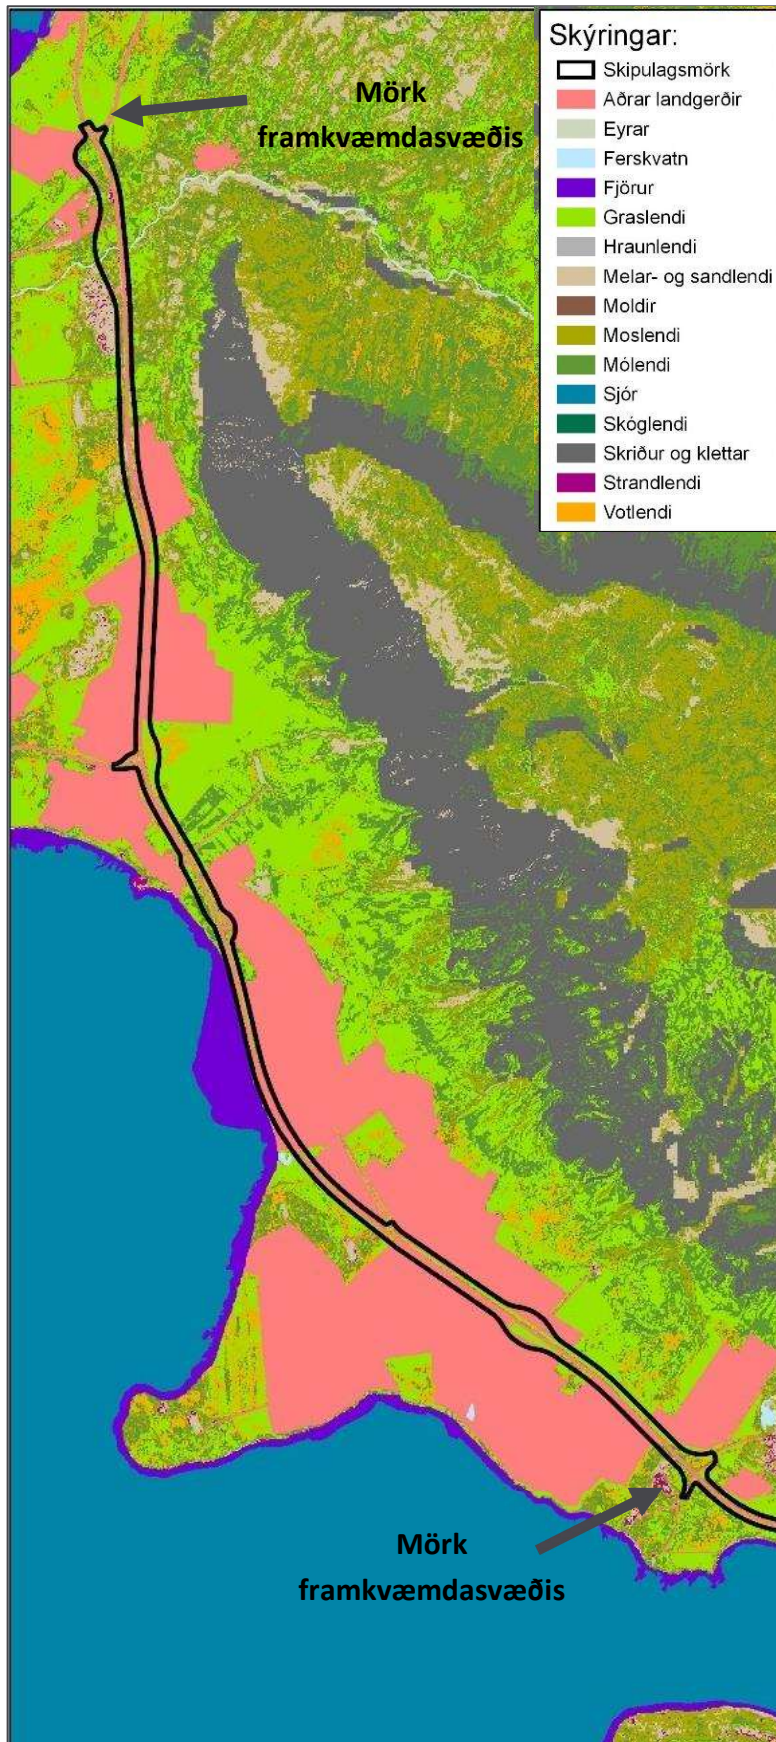 Skýringar:
Skipulagsmörk
Aðrar landgerðir
Eyrar
Ferskvatn
Fjörur
Graslendi
Hraunlendi
Melar- og sandlendi
Moldir
Moslendi
Mólendi
Sjór
Skóglendi
Skriður og klettar
Strandlendi
Votlendi
Mörk
framkvæmdasvæðis
Mörk
framkvæmdasvæðis